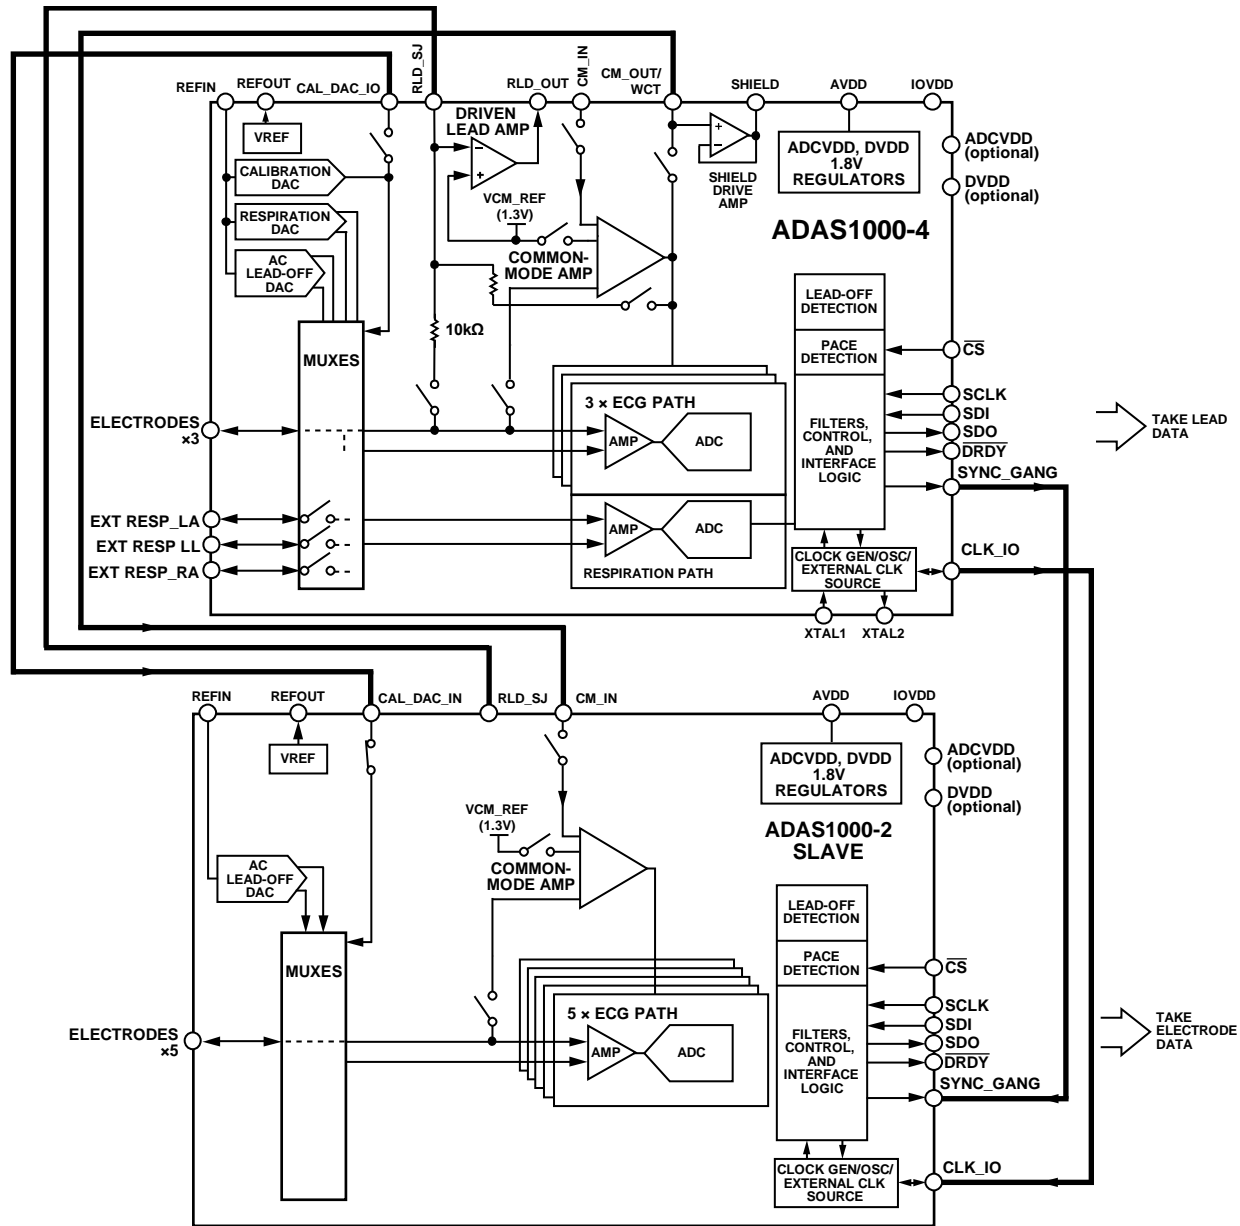 RLD_SJ
CM_IN
REFIN
REFOUT
CAL_DAC_IO
RLD_OUT
CM_OUT/
WCT
SHIELD
AVDD
IOVDD
VREF
DRIVEN
LEAD AMP
–
+
+
–
SHIELD
DRIVE
AMP
ADCVDD, DVDD
1.8V
REGULATORS
ADCVDD
(optional)
DVDD
(optional)
CALIBRATION
DAC
RESPIRATION
DAC
AC
LEAD-OFF
DAC
VCM_REF
(1.3V)
COMMON-
MODE AMP
ADAS1000-4
10kΩ
MUXES
LEAD-OFF
DETECTION
PACE
DETECTION
FILTERS,
CONTROL,
AND
INTERFACE
LOGIC
CS
SCLK
SDI
SDO
DRDY
SYNC_GANG
TAKE LEAD
DATA
ELECTRODES
×3
3 × ECG PATH
AMP
ADC
EXT RESP_LA
EXT RESP LL
EXT RESP_RA
AMP
ADC
RESPIRATION PATH
CLOCK GEN/OSC/
EXTERNAL CLK
SOURCE
CLK_IO
XTAL1
XTAL2
REFIN
REFOUT
CAL_DAC_IN
RLD_SJ
CM_IN
AVDD
IOVDD
VREF
ADCVDD, DVDD
1.8V
REGULATORS
ADCVDD
(optional)
DVDD
(optional)
VCM_REF
(1.3V)
COMMON-
MODE AMP
ADAS1000-2
SLAVE
AC
LEAD-OFF
DAC
MUXES
LEAD-OFF
DETECTION
PACE
DETECTION
FILTERS,
CONTROL,
AND
INTERFACE
LOGIC
CS
SCLK
SDI
SDO
DRDY
SYNC_GANG
TAKE
ELECTRODE
DATA
ELECTRODES
×5
5 × ECG PATH
AMP
ADC
CLOCK GEN/OSC/
EXTERNAL CLK
SOURCE
CLK_IO